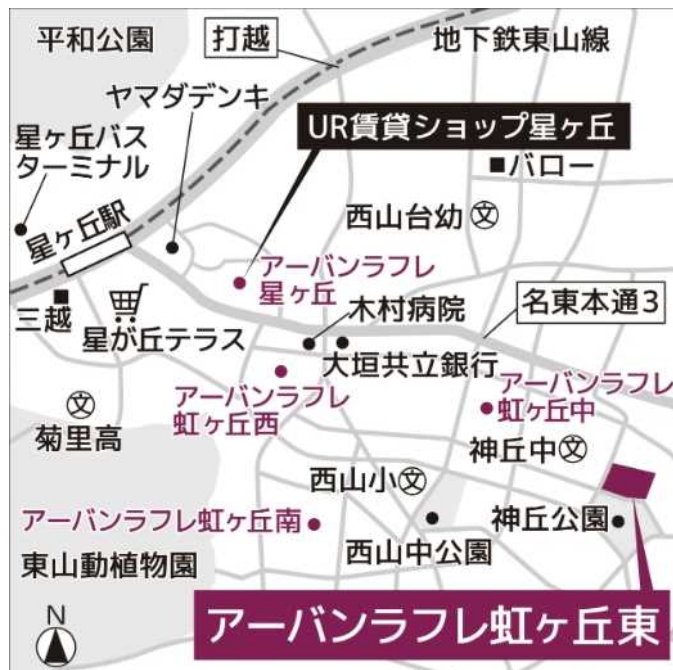 平和公園
打越
地下鉄東山線
ヤマダデンキ
UR賃貸ショップ星ヶ丘
星ヶ丘バス
ターミナル
バロー
星ヶ丘駅
西山台幼
文
アーバンラフレ
星ヶ丘
名東本通3
三越
星が丘テラス
木村病院
大垣共立銀行
アーバンラフレ
虹ヶ丘西
アーバンラフレ
虹ヶ丘中
文
菊里高
神丘中
文
西山小
文
アーバンラフレ虹ヶ丘南
西山中公園
神丘公園
東山動植物園
N
アーバンラフレ虹ヶ丘東